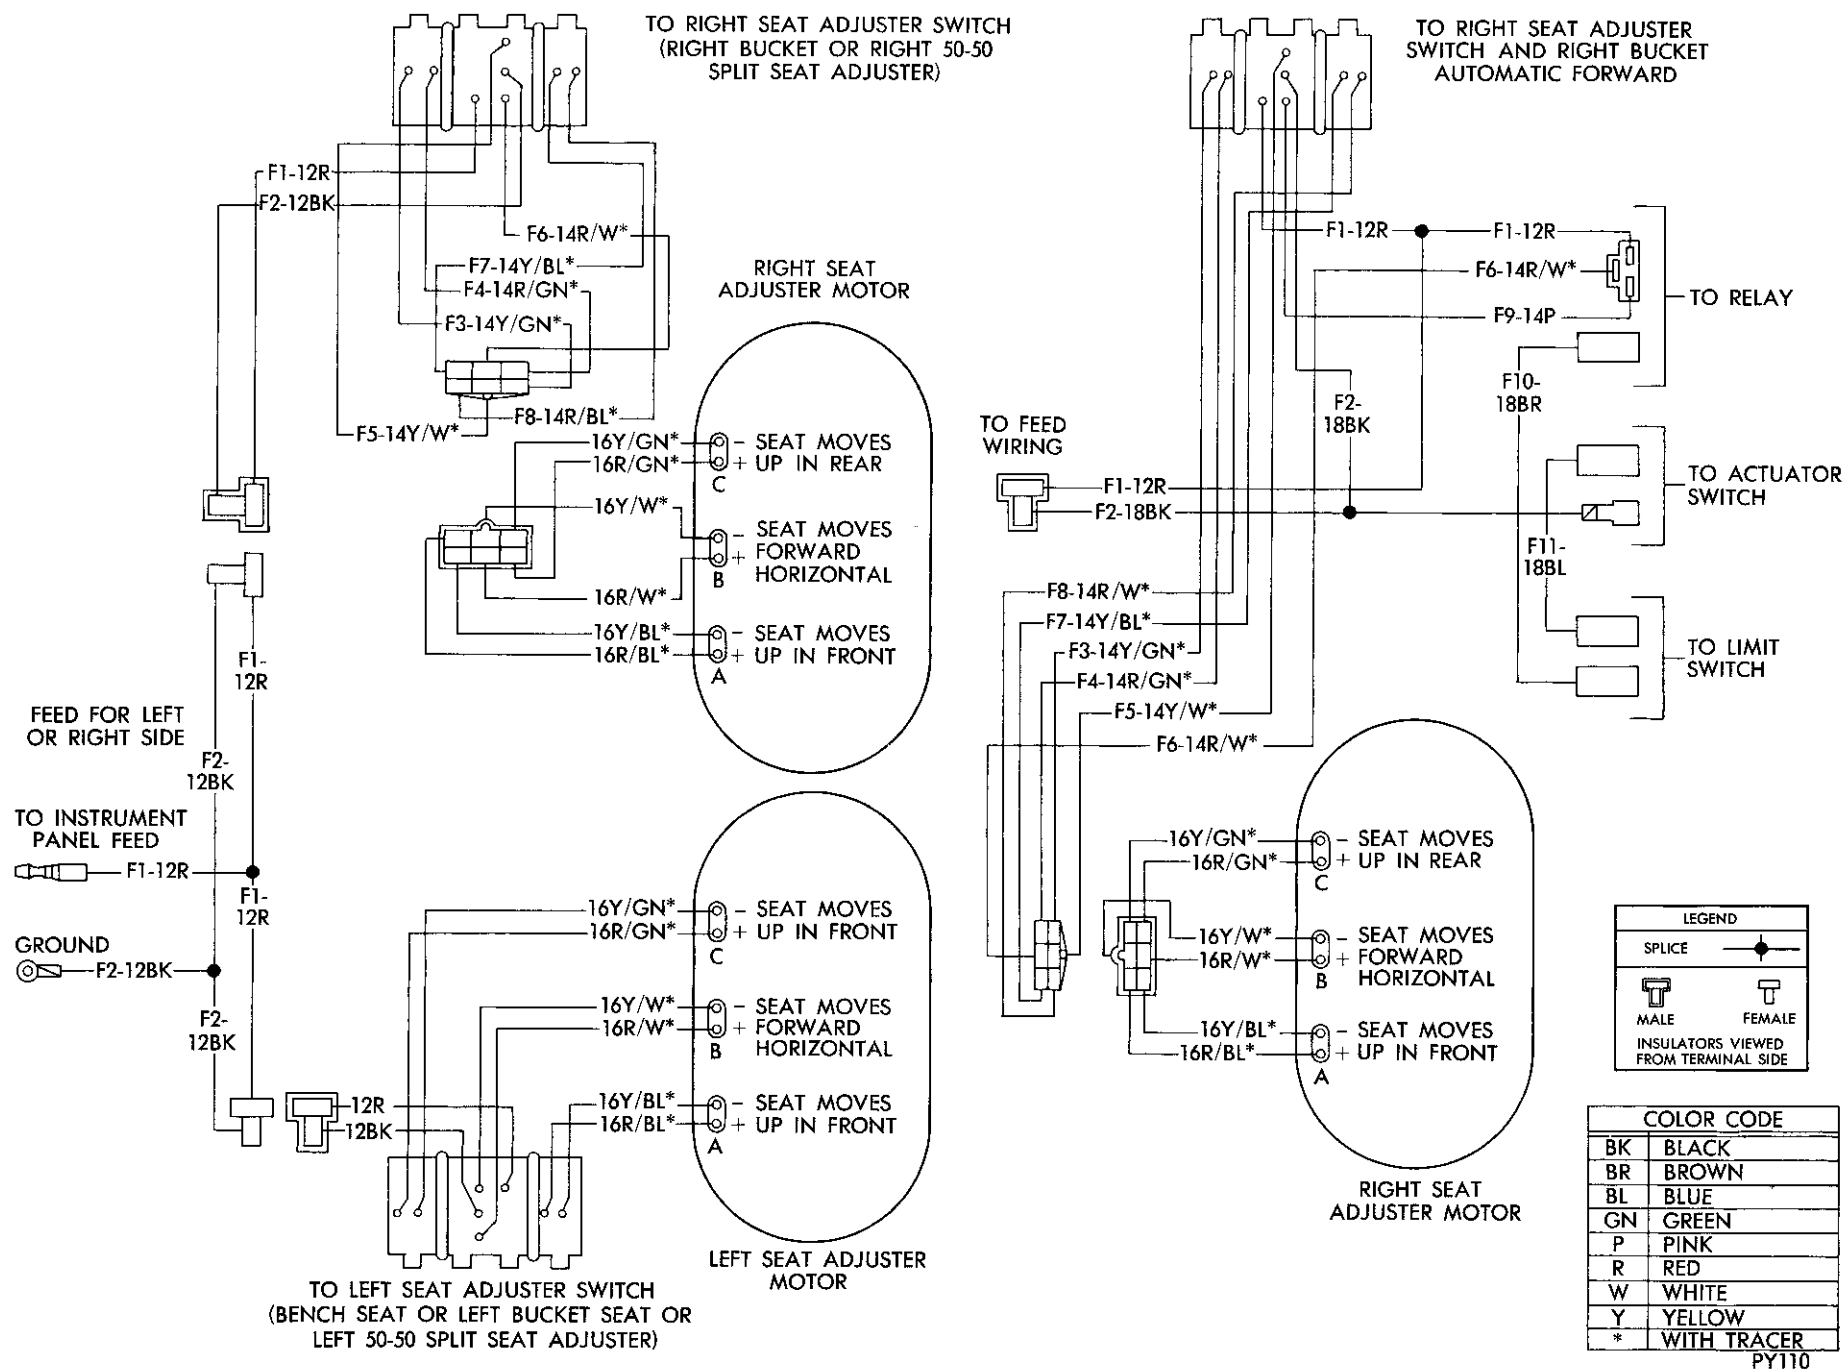 TO RIGHT SEAT ADJUSTER SWITCH
(RIGHT BUCKET OR RIGHT 50-50
SPLIT SEAT ADJUSTER)
F1-12R
F2-12BK
F6-14R/W*
F7-14Y/BL*
F4-14R/GN*
F3-14Y/GN*
F8-14R/BL*
F5-14Y/W*
RIGHT SEAT
ADJUSTER MOTOR
16Y/GN*
- SEAT MOVES
16R/GN*
+ UP IN REAR
C
16Y/W*
- SEAT MOVES
+ FORWARD
HORIZONTAL
B
16R/W*
16Y/BL*
- SEAT MOVES
16R/BL*
+ UP IN FRONT
A
F1-
12R
FEED FOR LEFT
OR RIGHT SIDE
F2-
12BK
TO INSTRUMENT
PANEL FEED
F1-12R
F1-
12R
GROUND
F2-12BK
F2-
12BK
16Y/GN*
- SEAT MOVES
16R/GN*
+ UP IN FRONT
C
16Y/W*
- SEAT MOVES
16R/W*
+ FORWARD
HORIZONTAL
B
12R
12BK
16Y/BL*
- SEAT MOVES
16R/BL*
+ UP IN FRONT
A
LEFT SEAT ADJUSTER
MOTOR
TO LEFT SEAT ADJUSTER SWITCH
(BENCH SEAT OR LEFT BUCKET SEAT OR
LEFT 50-50 SPLIT SEAT ADJUSTER)
TO RIGHT SEAT ADJUSTER
SWITCH AND RIGHT BUCKET
AUTOMATIC FORWARD
F1-12R
F1-12R
F6-14R/W*
TO RELAY
F9-14P
F10-
18BR
F2-
18BK
TO FEED
WIRING
F1-12R
F2-18BK
TO ACTUATOR
SWITCH
F11-
18BL
F8-14R/W*
F7-14Y/BL*
F3-14Y/GN*
F4-14R/GN*
F5-14Y/W*
F6-14R/W*
TO LIMIT
SWITCH
16Y/GN*
- SEAT MOVES
16R/GN*
+ UP IN REAR
C
16Y/W*
- SEAT MOVES
16R/W*
+ FORWARD
HORIZONTAL
B
16Y/BL*
- SEAT MOVES
16R/BL*
+ UP IN FRONT
A
RIGHT SEAT
ADJUSTER MOTOR
LEGEND
SPLICE
MALE FEMALE
INSULATORS VIEWED
FROM TERMINAL SIDE
COLOR CODE
BK BLACK
BR BROWN
BL BLUE
GN GREEN
P PINK
R RED
W WHITE
Y YELLOW
* WITH TRACER
PY110